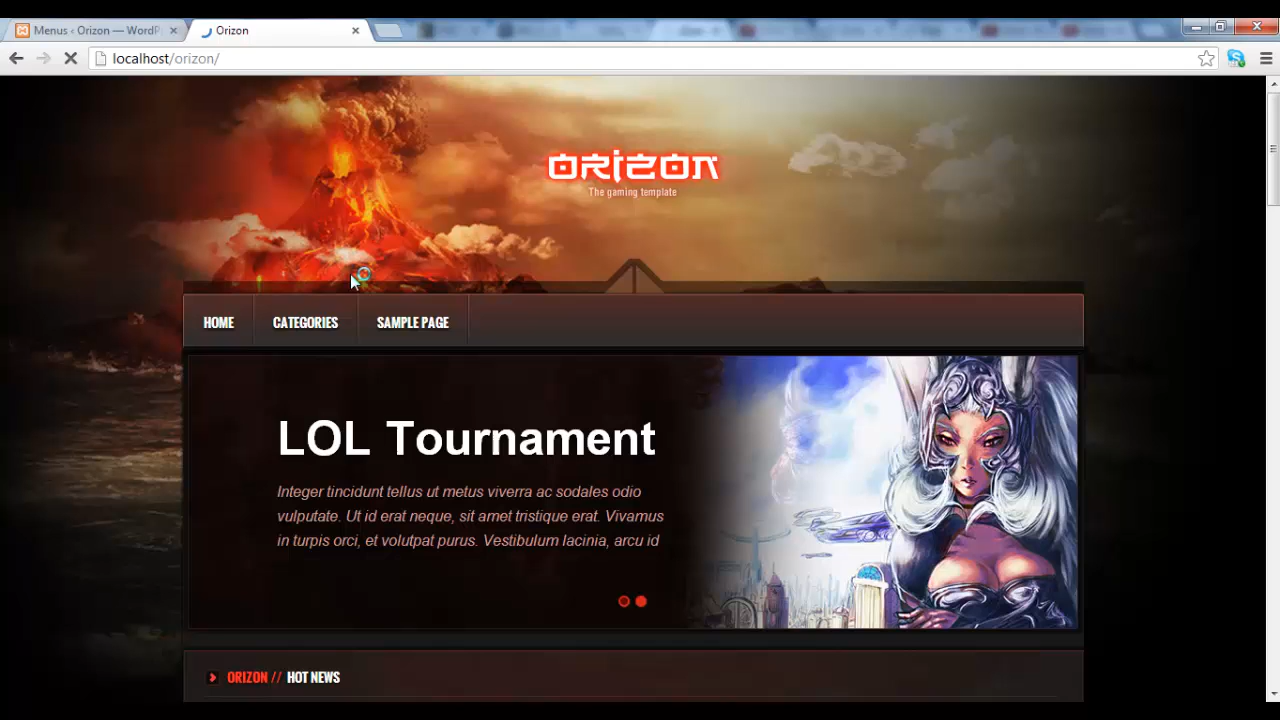 Menus ‹ Orizon — WordP
Orizon
localhost/orizon/
ORIZON
The gaming template
HOME
CATEGORIES
SAMPLE PAGE
LOL Tournament
Integer tincidunt tellus ut metus viverra ac sodales odio
vulputate. Ut id erat neque, sit amet tristique erat. Vivamus
in turpis orci, et volutpat purus. Vestibulum lacinia, arcu id
ORIZON // HOT NEWS